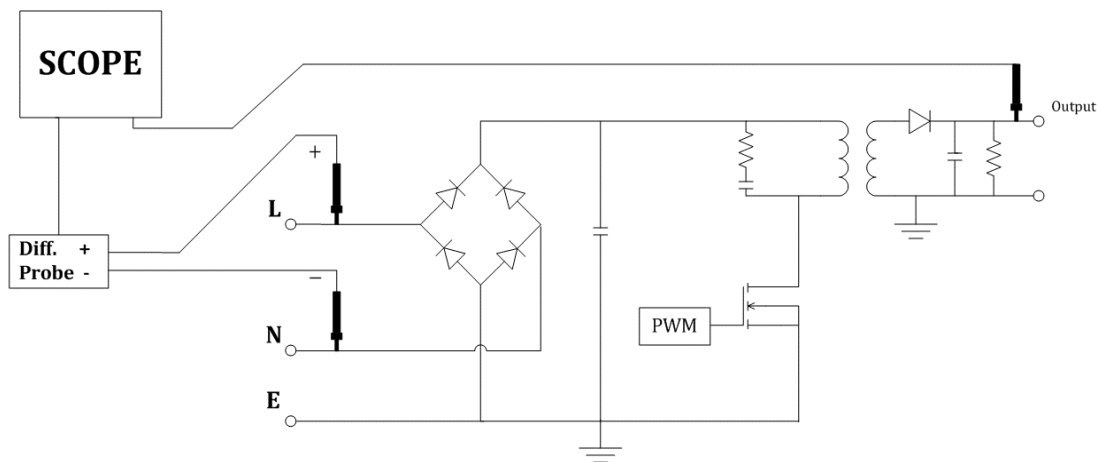 SCOPE
Output
+
L
Diff. +
Probe -
−
N
PWM
E